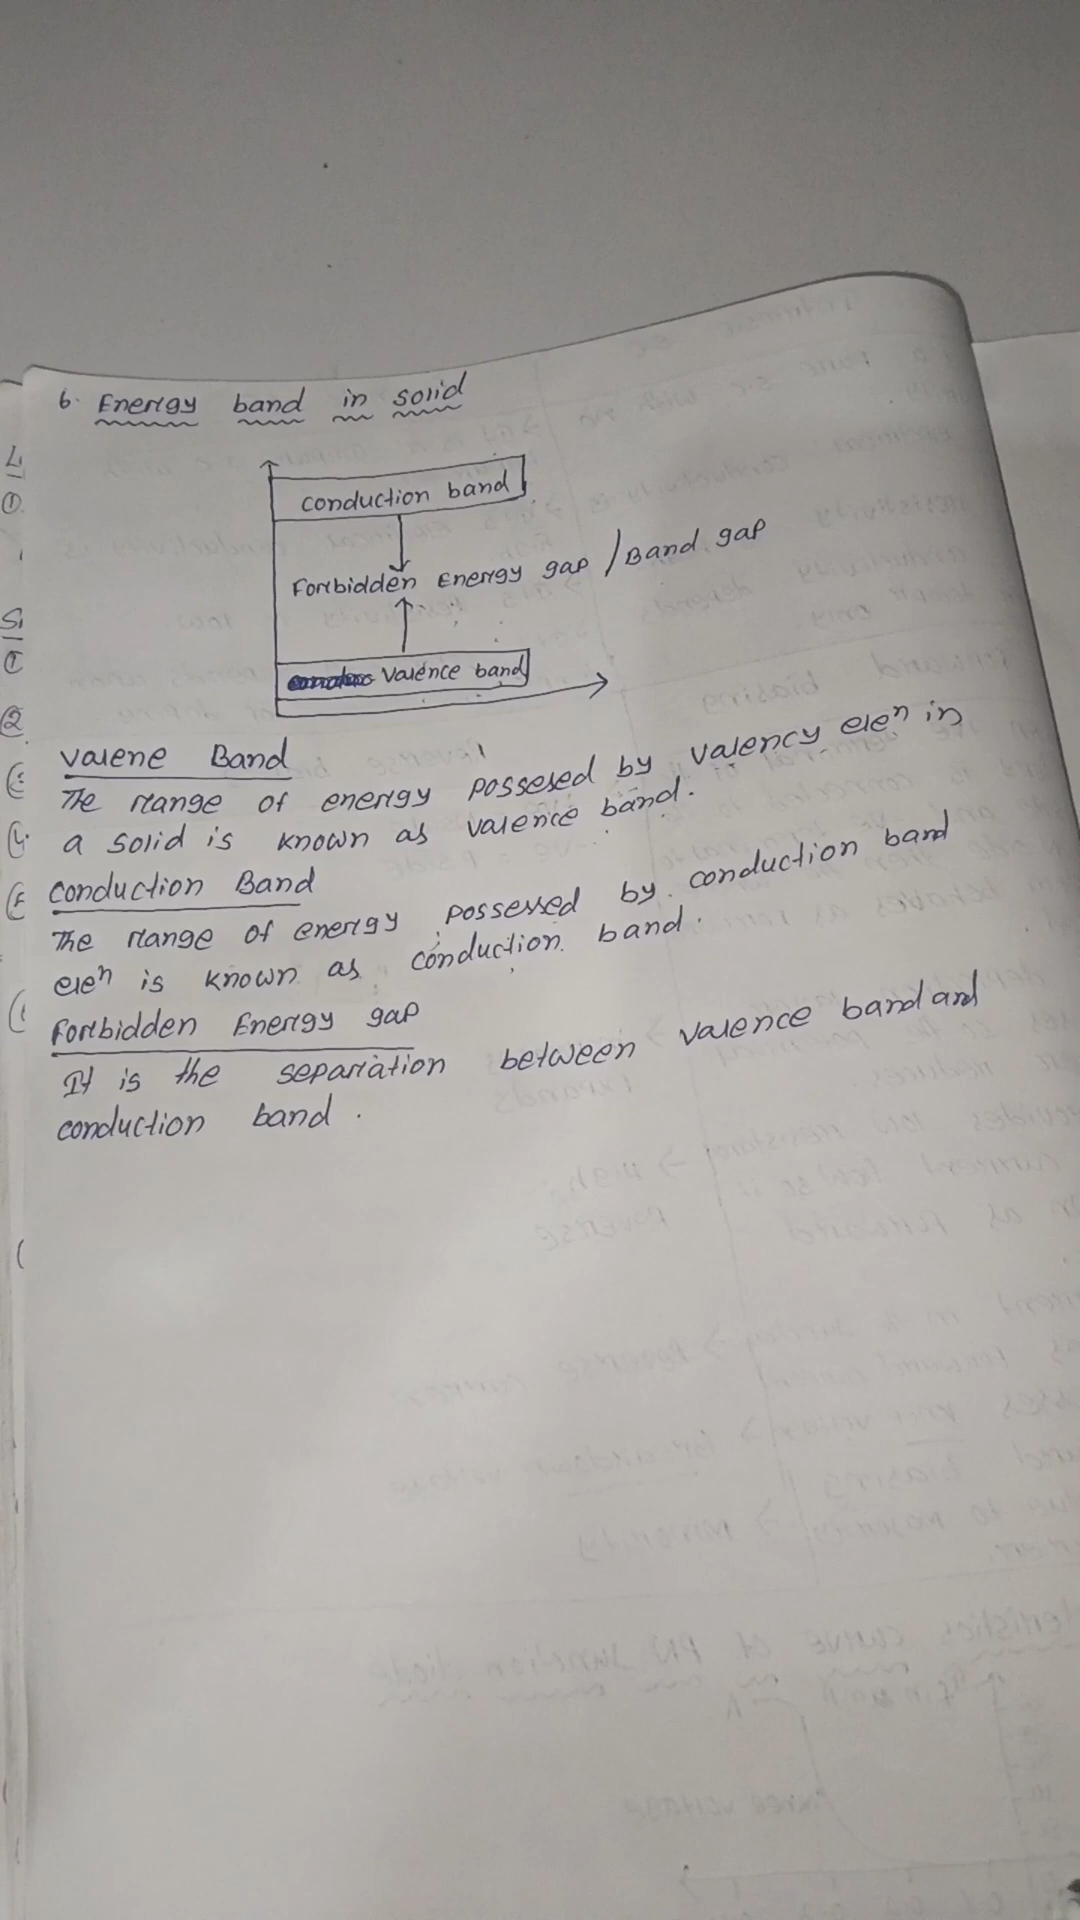 6. Energy band in solid
conduction band
Forbidden Energy gap / Band gap
Valence band
Valene Band
The range of energy possesed by valency eleⁿ in
a solid is known as valence band.
Conduction Band
The range of energy possessed by conduction band
eleⁿ is known as conduction band.
Forbidden Energy gap
It is the separation between valence band and
conduction band.